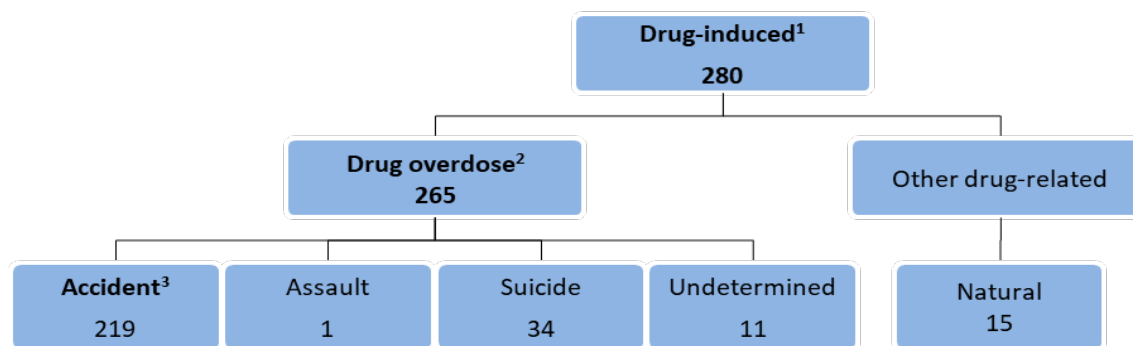 Drug-induced¹
280
Drug overdose²
265
Other drug-related
Accident³
219
Assault
1
Suicide
34
Undetermined
11
Natural
15